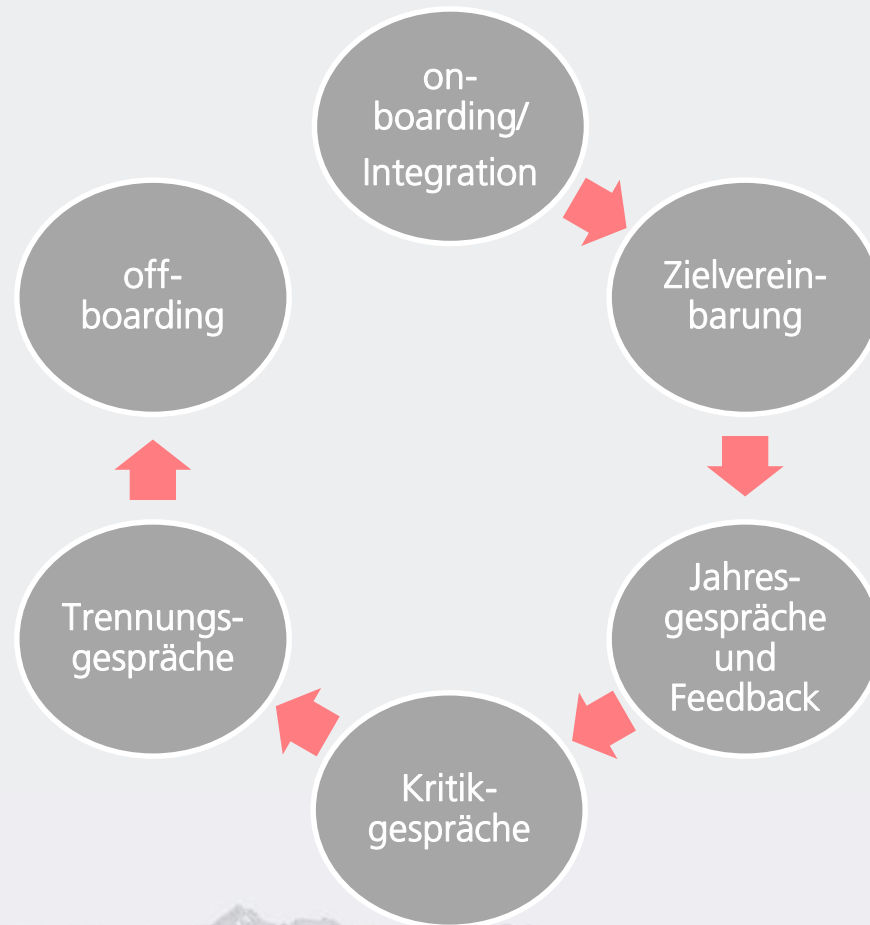 on-
boarding/
Integration
Zielverein-
barung
Jahres-
gespräche
und
Feedback
Kritik-
gespräche
Trennungs-
gespräche
off-
boarding